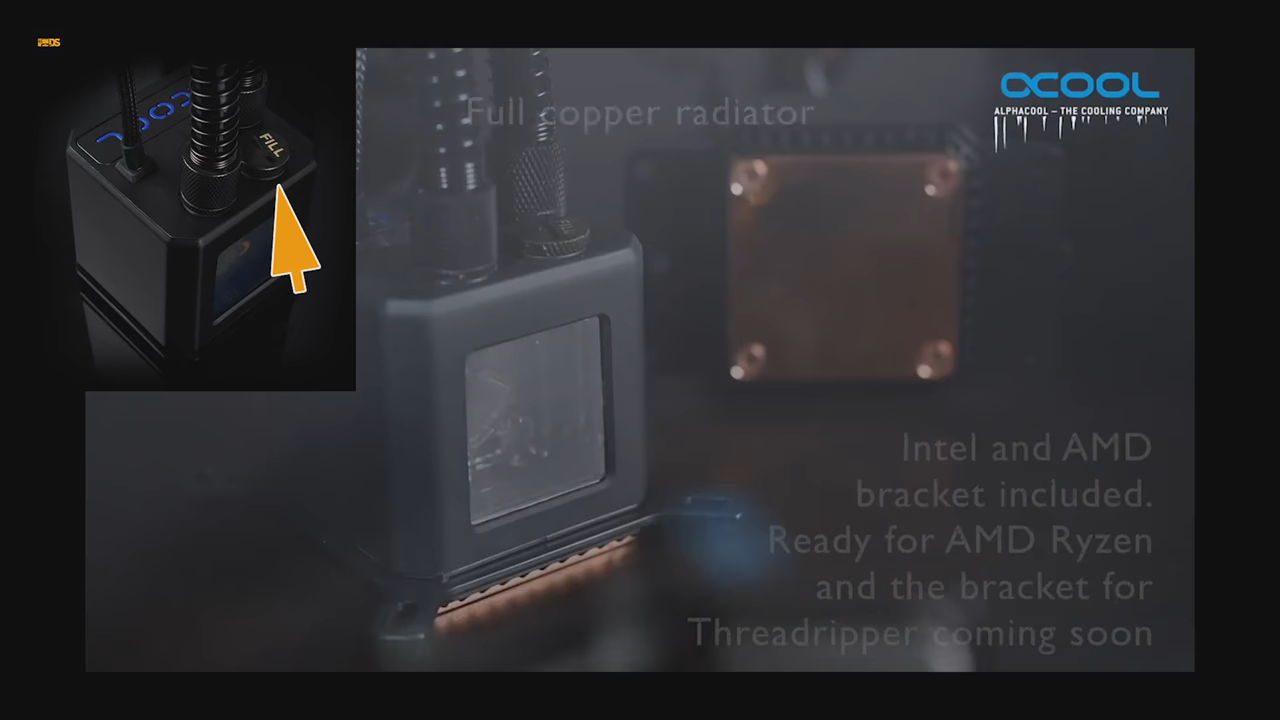 COOL
FILL
Full copper radiator
ALPHACOOL – THE COOLING COMPANY
Intel and AMD
bracket included.
Ready for AMD Ryzen
and the bracket for
Threadripper coming soon